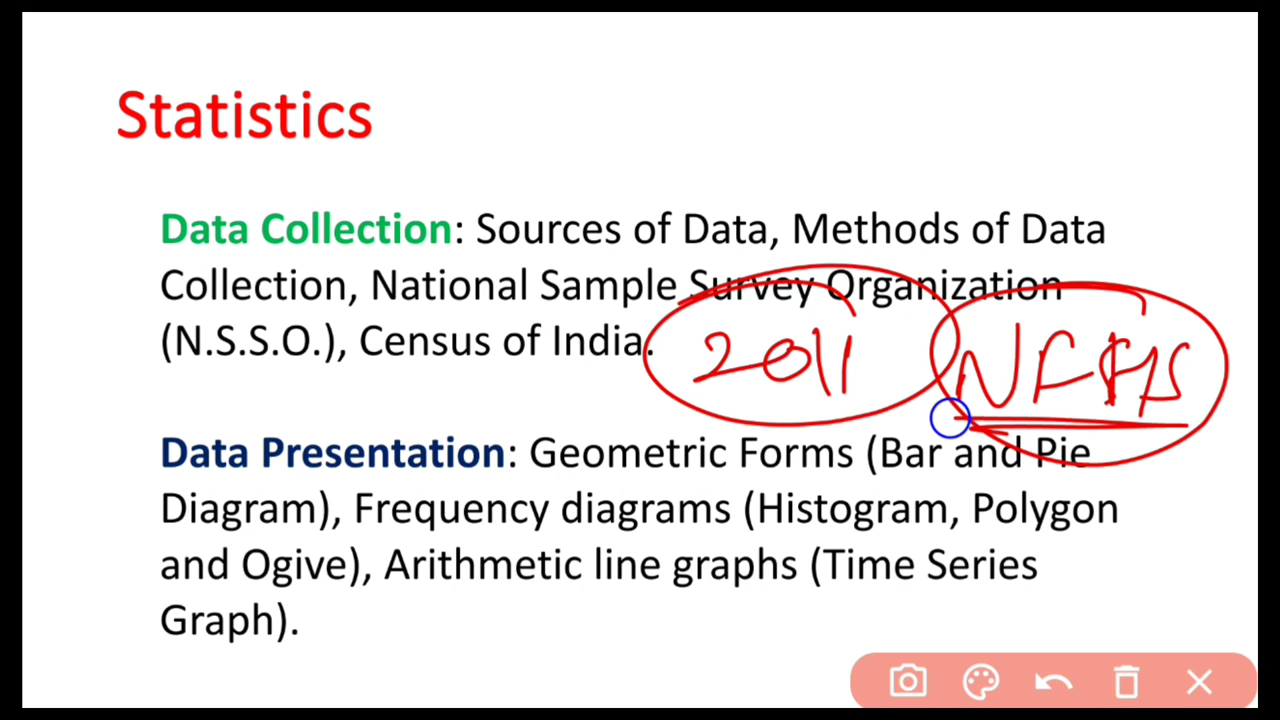 Statistics
Data Collection: Sources of Data, Methods of Data
Collection, National Sample Survey Organization
(N.S.S.O.), Census of India.
2011 NFHS
Data Presentation: Geometric Forms (Bar and Pie
Diagram), Frequency diagrams (Histogram, Polygon
and Ogive), Arithmetic line graphs (Time Series
Graph).